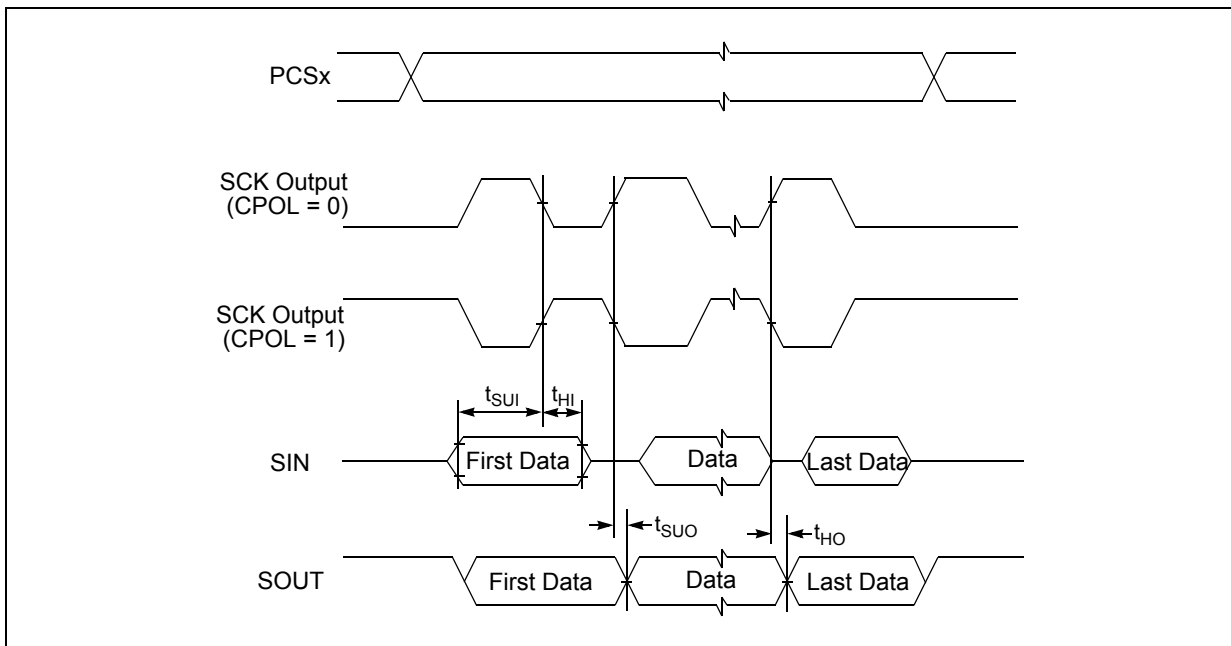 PCSx
SCK Output
(CPOL = 0)
SCK Output
(CPOL = 1)
tSUI
tHI
SIN
First Data
Data
Last Data
tSUO
tHO
SOUT
First Data
Data
Last Data